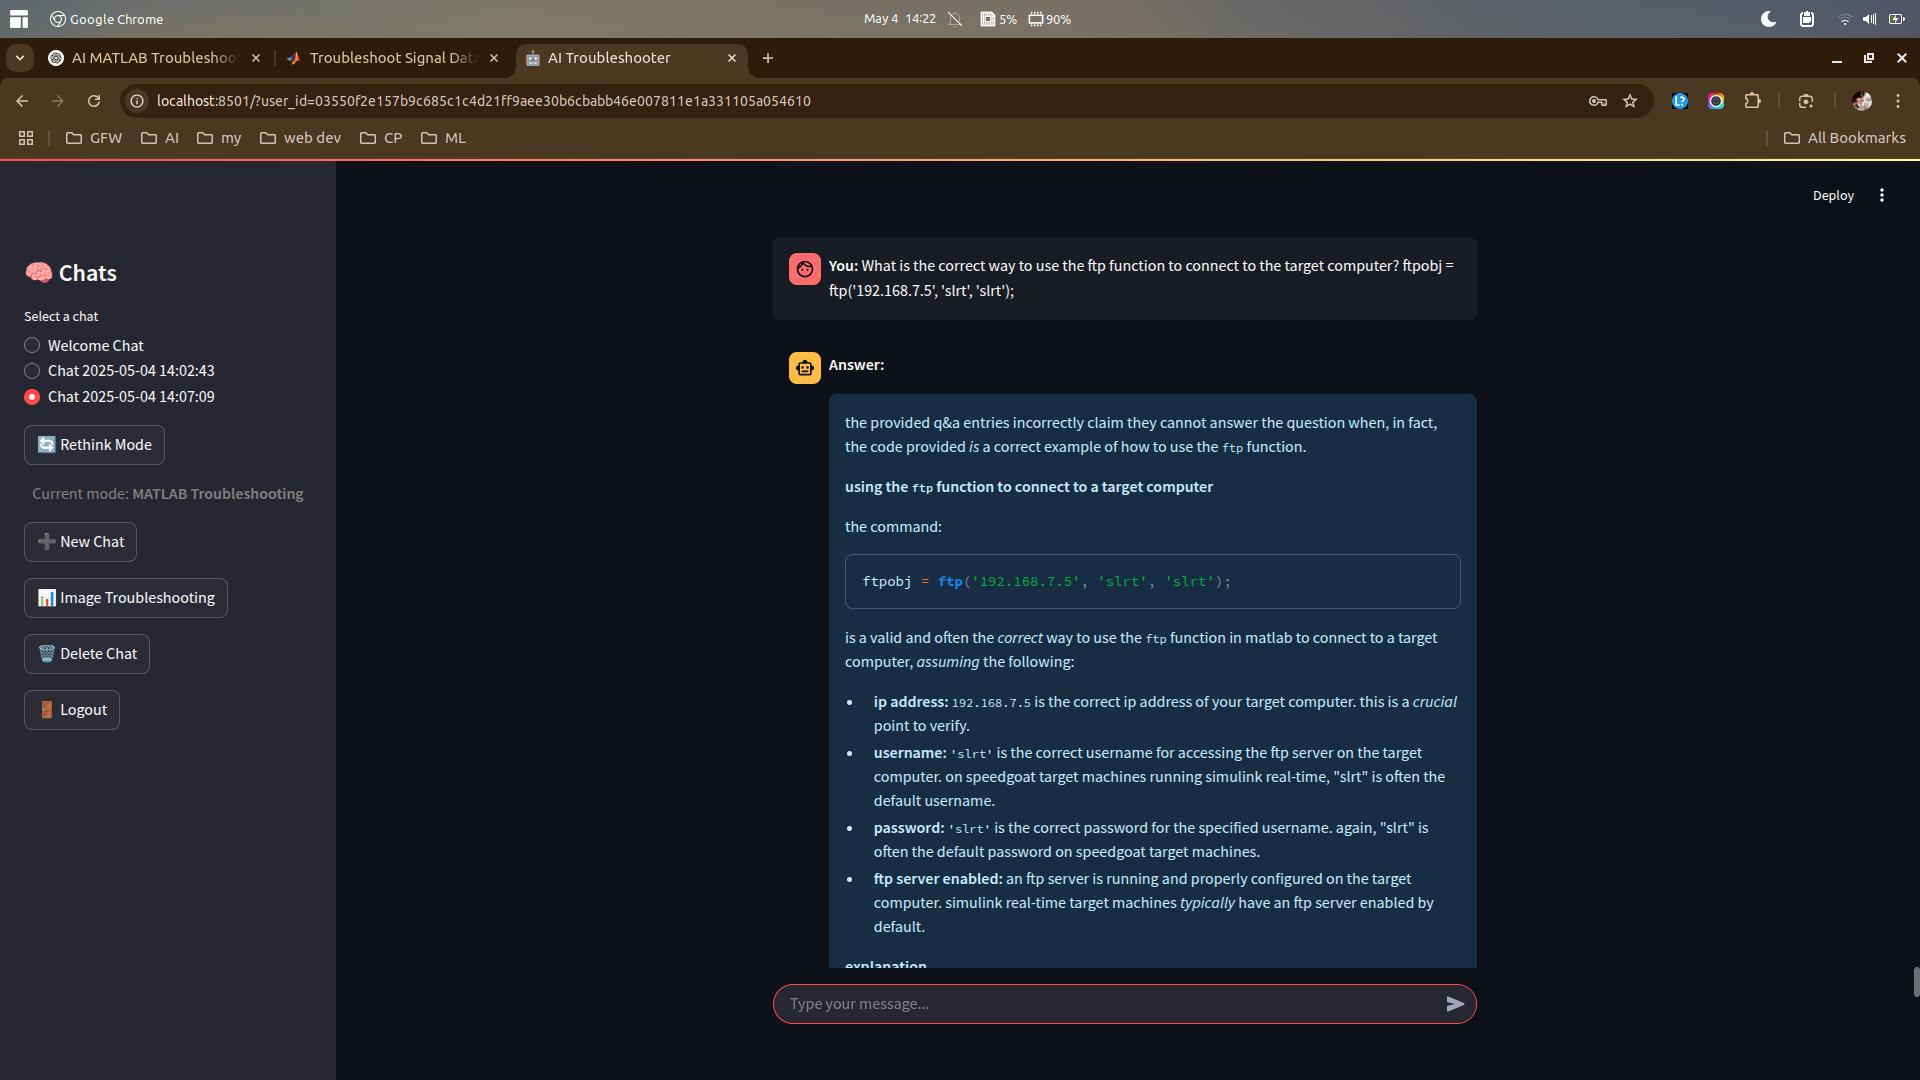 Google Chrome
May 4 14:22
5%
90%
AI MATLAB Troubleshoo
Troubleshoot Signal Dat
AI Troubleshooter
localhost:8501/?user_id=03550f2e157b9c685c1c4d21ff9aee30b6cbabb46e007811e1a331105a054610
GFW
AI
my
web dev
CP
ML
All Bookmarks
Deploy
Chats
Select a chat
Welcome Chat
Chat 2025-05-04 14:02:43
Chat 2025-05-04 14:07:09
Rethink Mode
Current mode: MATLAB Troubleshooting
New Chat
Image Troubleshooting
Delete Chat
Logout
You: What is the correct way to use the ftp function to connect to the target computer? ftpobj =
ftp('192.168.7.5', 'slrt', 'slrt');
Answer:
the provided q&a entries incorrectly claim they cannot answer the question when, in fact,
the code provided is a correct example of how to use the ftp function.
using the ftp function to connect to a target computer
the command:
ftpobj = ftp('192.168.7.5', 'slrt', 'slrt');
is a valid and often the correct way to use the ftp function in matlab to connect to a target
computer, assuming the following:
• ip address: 192.168.7.5 is the correct ip address of your target computer. this is a crucial
point to verify.
• username: 'slrt' is the correct username for accessing the ftp server on the target
computer. on speedgoat target machines running simulink real-time, "slrt" is often the
default username.
• password: 'slrt' is the correct password for the specified username. again, "slrt" is
often the default password on speedgoat target machines.
• ftp server enabled: an ftp server is running and properly configured on the target
computer. simulink real-time target machines typically have an ftp server enabled by
default.
explanation
Type your message...